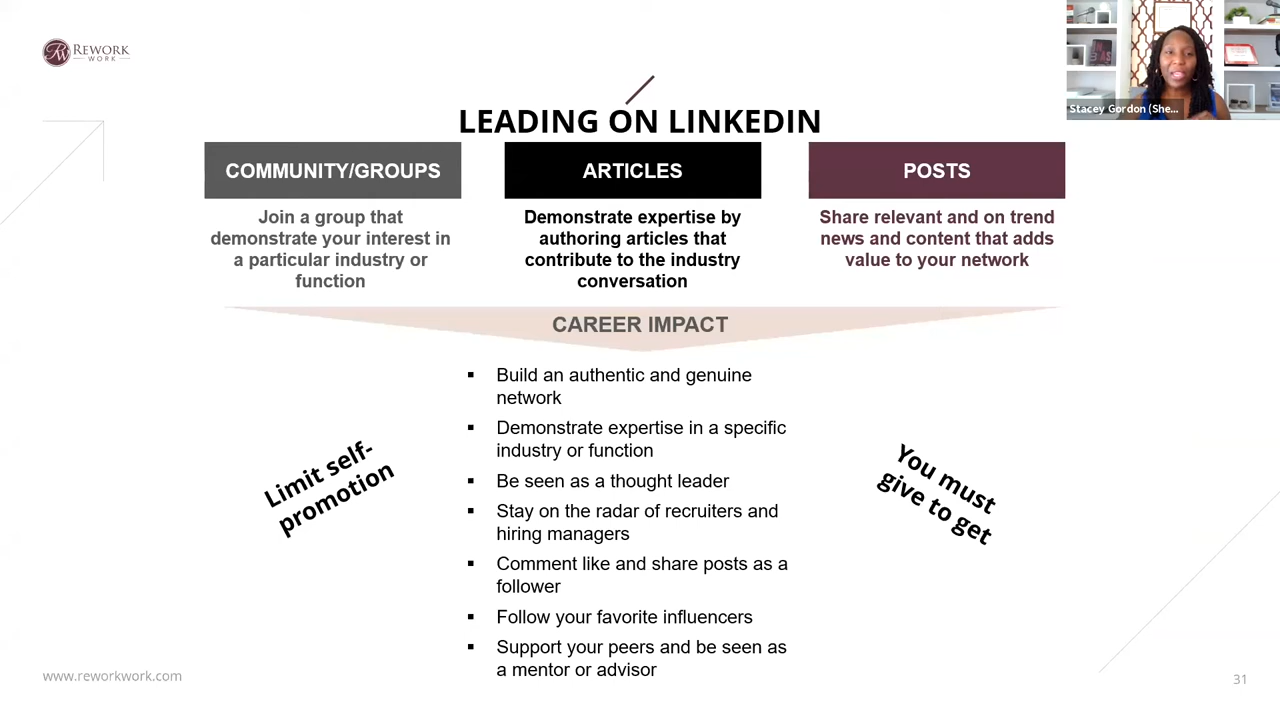 REWORK
WORK
Stacey Gordon (She...
LEADING ON LINKEDIN
COMMUNITY/GROUPS
Join a group that
demonstrate your interest in
a particular industry or
function
ARTICLES
Demonstrate expertise by
authoring articles that
contribute to the industry
conversation
POSTS
Share relevant and on trend
news and content that adds
value to your network
CAREER IMPACT
▪ Build an authentic and genuine
network
▪ Demonstrate expertise in a specific
industry or function
▪ Be seen as a thought leader
▪ Stay on the radar of recruiters and
hiring managers
▪ Comment like and share posts as a
follower
▪ Follow your favorite influencers
▪ Support your peers and be seen as
a mentor or advisor
Limit self-
promotion
You must
give to get
www.reworkwork.com
31